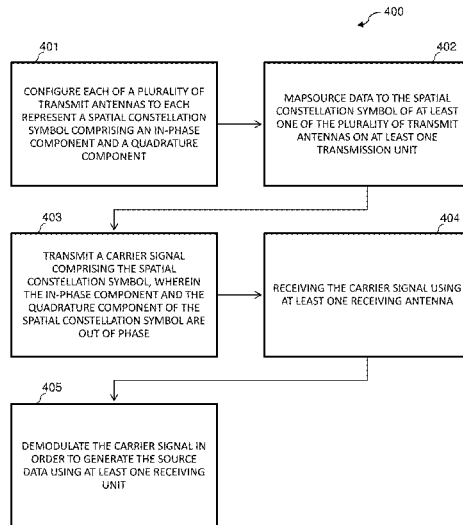 400
401
CONFIGURE EACH OF A PLURALITY OF
TRANSMIT ANTENNAS TO EACH
REPRESENT A SPATIAL CONSTELLATION
SYMBOL COMPRISING AN IN-PHASE
COMPONENT AND A QUADRATURE
COMPONENT
402
MAPSOURCE DATA TO THE SPATIAL
CONSTELLATION SYMBOL OF AT LEAST
ONE OF THE PLURALITY OF TRANSMIT
ANTENNAS ON AT LEAST ONE
TRANSMISSION UNIT
403
TRANSMIT A CARRIER SIGNAL
COMPRISING THE SPATIAL
CONSTELLATION SYMBOL, WHEREIN
THE IN-PHASE COMPONENT AND THE
QUADRATURE COMPONENT OF THE
SPATIAL CONSTELLATION SYMBOL ARE
OUT OF PHASE
404
RECEIVING THE CARRIER SIGNAL USING
AT LEAST ONE RECEIVING ANTENNA
405
DEMODULATE THE CARRIER SIGNAL IN
ORDER TO GENERATE THE SOURCE
DATA USING AT LEAST ONE RECEIVING
UNIT